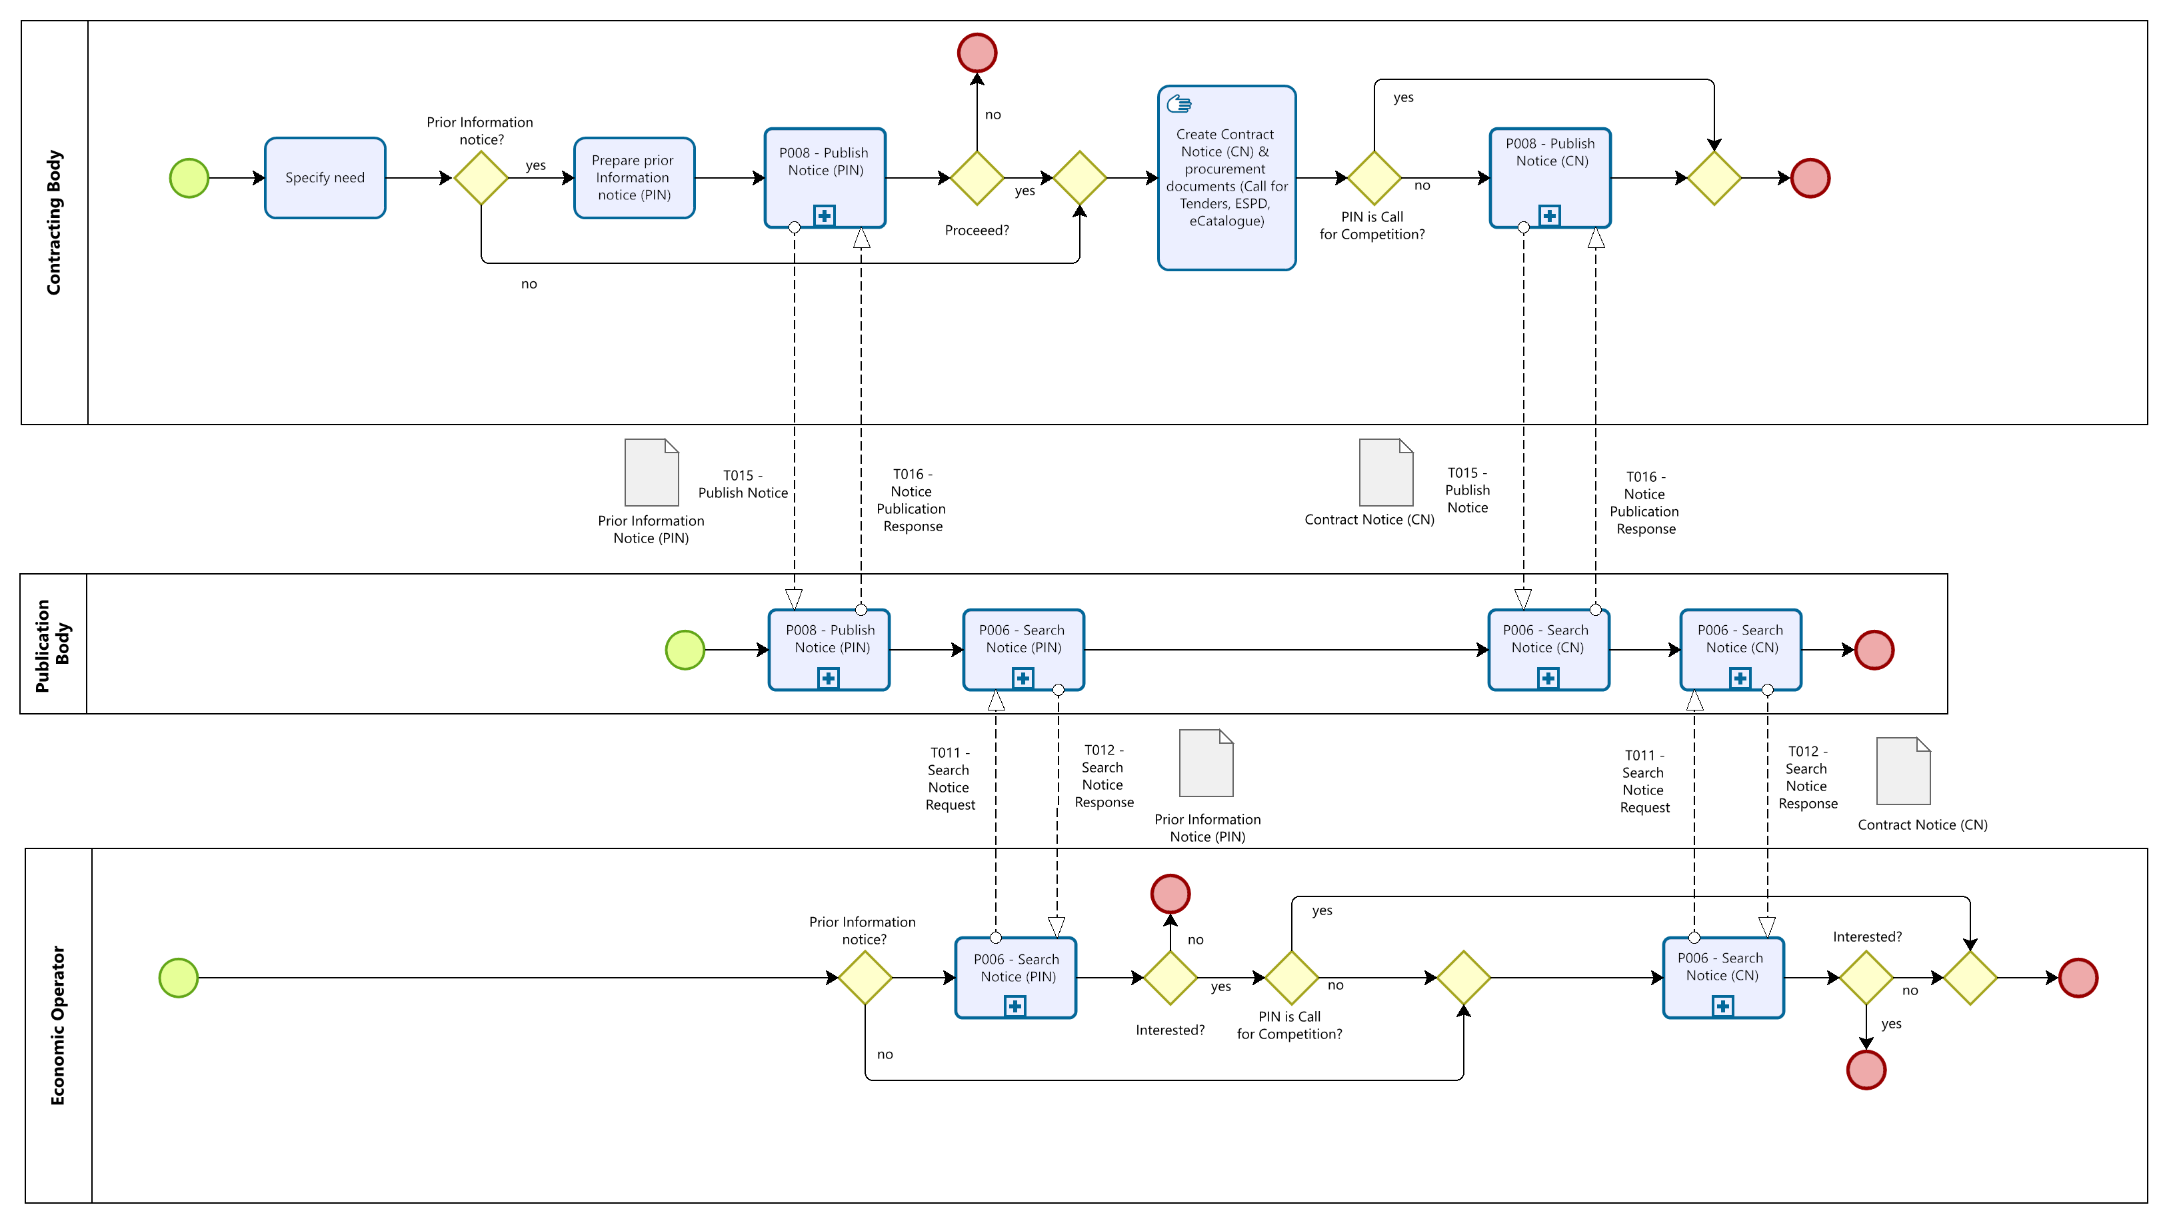 Contracting Body
Specify need
Prior Information
notice?
yes
no
Prepare prior
Information
notice (PIN)
P008 - Publish
Notice (PIN)
no
yes
Proceeed?
Create Contract
Notice (CN) &
procurement
documents (Call for
Tenders, ESPD,
eCatalogue)
yes
no
PIN is Call
for Competition?
P008 - Publish
Notice (CN)
Prior Information
Notice (PIN)
T015 -
Publish Notice
T016 -
Notice
Publication
Response
Contract Notice (CN)
T015 -
Publish
Notice
T016 -
Notice
Publication
Response
Publication
Body
P008 - Publish
Notice (PIN)
P006 - Search
Notice (PIN)
P006 - Search
Notice (CN)
P006 - Search
Notice (CN)
T011 -
Search
Notice
Request
T012 -
Search
Notice
Response
Prior Information
Notice (PIN)
T011 -
Search
Notice
Request
T012 -
Search
Notice
Response
Contract Notice (CN)
Economic Operator
Prior Information
notice?
no
P006 - Search
Notice (PIN)
no
yes
Interested?
yes
no
PIN is Call
for Competition?
P006 - Search
Notice (CN)
Interested?
no
yes